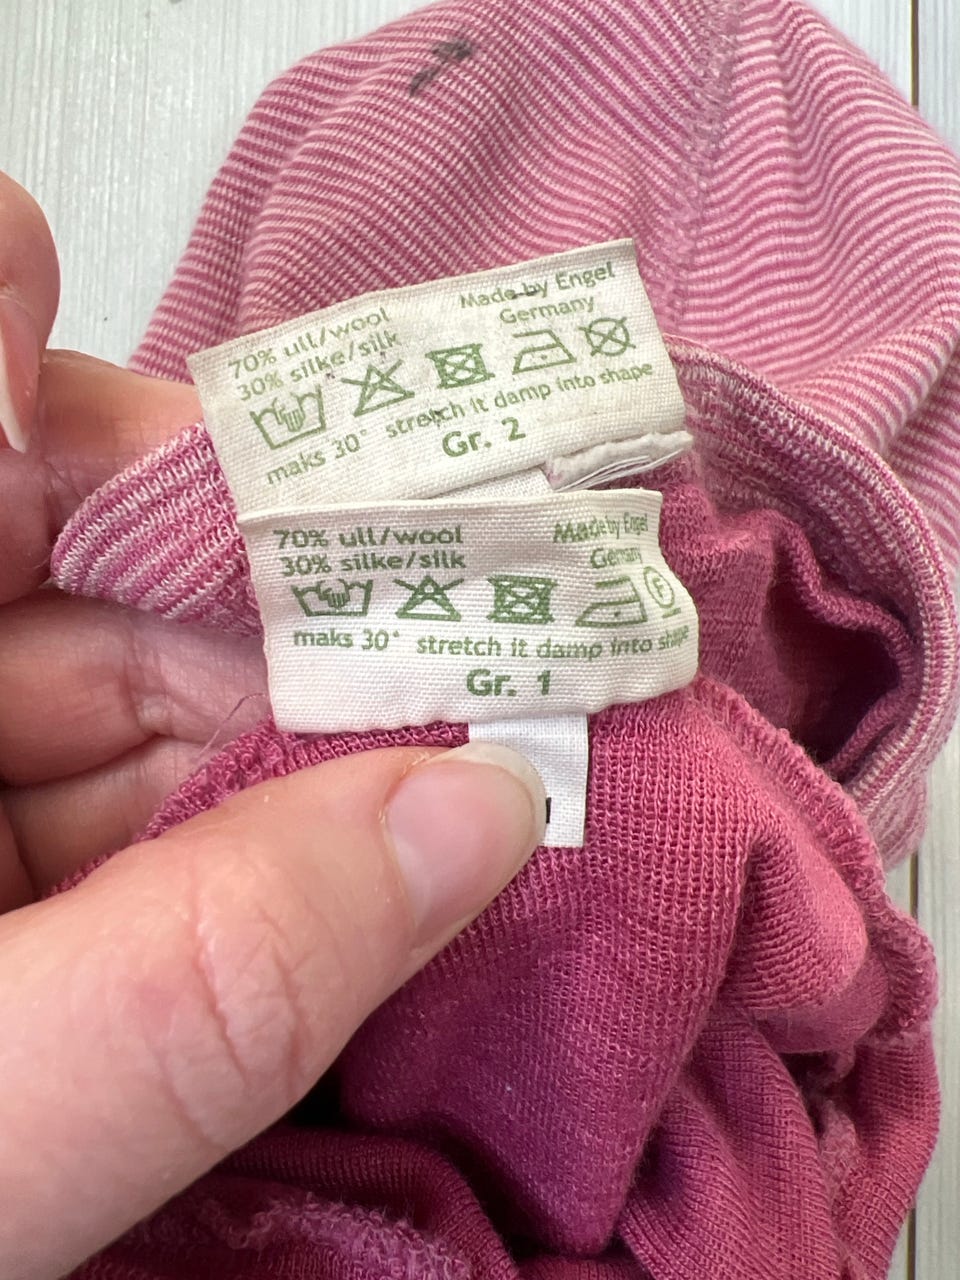 70% ull/wool
30% silke/silk
Made by Engel
Germany
maks 30° stretch it damp into shape
Gr. 2
70% ull/wool
30% silke/silk
Made by Engel
Germany
F
maks 30° stretch it damp into shape
Gr. 1